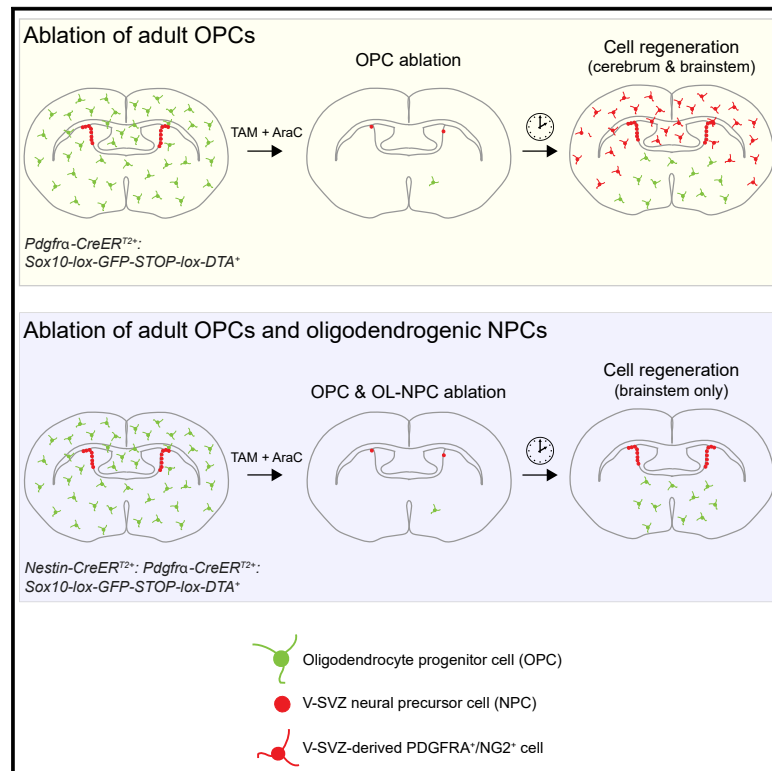 Ablation of adult OPCs
OPC ablation
Cell regeneration
(cerebrum & brainstem)
TAM + AraC
Pdgfrα-CreERT2+:
Sox10-lox-GFP-STOP-lox-DTA+
Ablation of adult OPCs and oligodendrogenic NPCs
OPC & OL-NPC ablation
Cell regeneration
(brainstem only)
TAM + AraC
Nestin-CreERT2+: Pdgfrα-CreERT2+:
Sox10-lox-GFP-STOP-lox-DTA+
Oligodendrocyte progenitor cell (OPC)
V-SVZ neural precursor cell (NPC)
V-SVZ-derived PDGFRA+/NG2+ cell